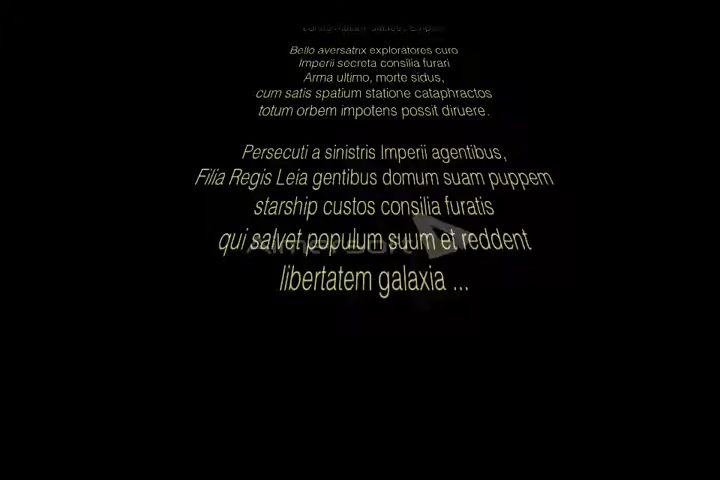 Bello aversatrix exploratores curo
Imperii secreta consilia furari
Arma ultimo, morte sidus,
cum satis spatium statione cataphractos
totum orbem impotens possit diruere.
Persecuti a sinistris Imperii agentibus,
Filia Regis Leia gentibus domum suam puppem
starship custos consilia furatis
qui salvet populum suum et reddent
libertatem galaxia ...